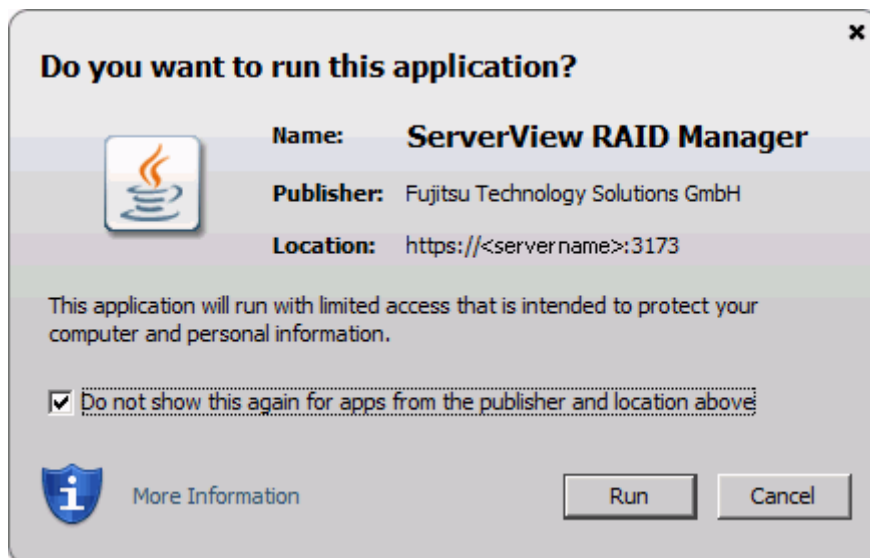 Do you want to run this application?
Name: ServerView RAID Manager
Publisher: Fujitsu Technology Solutions GmbH
Location: https://<servername>:3173
This application will run with limited access that is intended to protect your
computer and personal information.
Do not show this again for apps from the publisher and location above
More Information
Run
Cancel